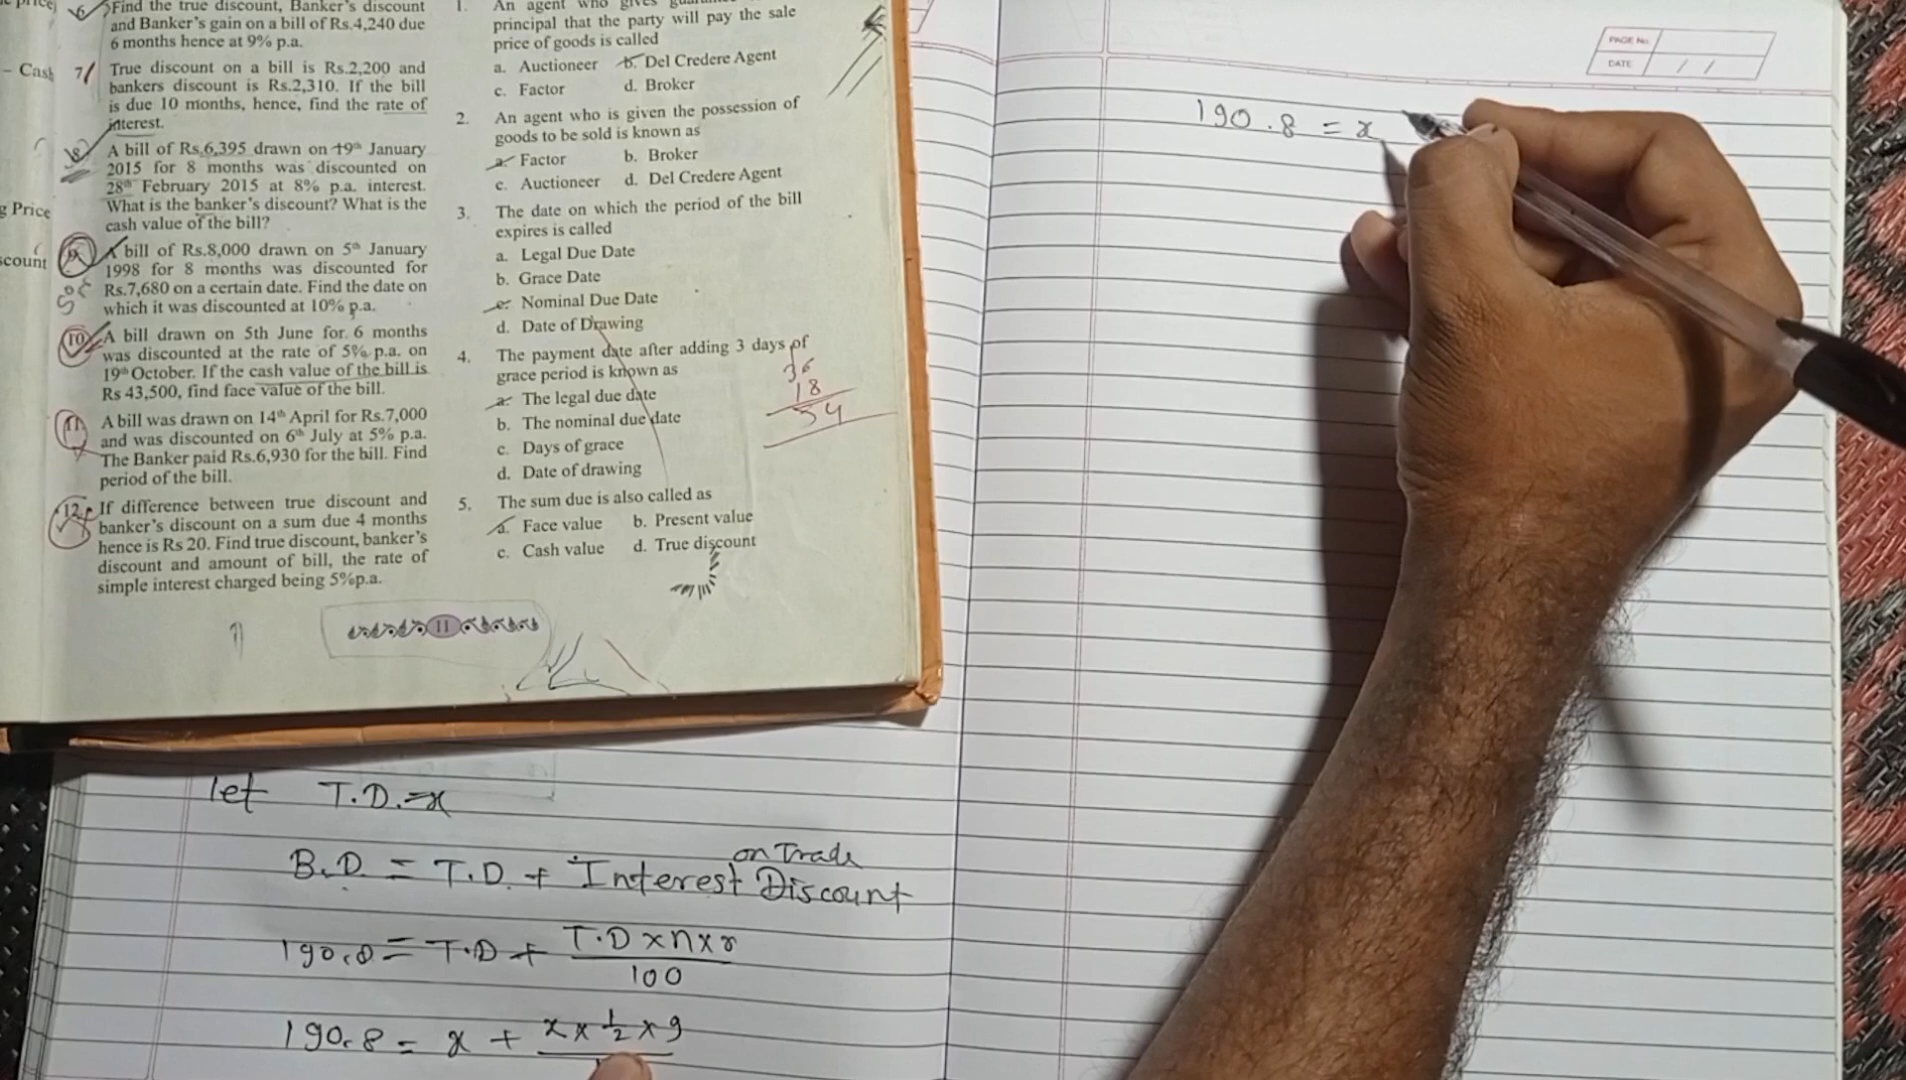 6. Find the true discount, Banker's discount
and Banker's gain on a bill of Rs.4,240 due
6 months hence at 9% p.a.
– Cash
7. True discount on a bill is Rs.2,200 and
bankers discount is Rs.2,310. If the bill
is due 10 months, hence, find the rate of
interest.
A bill of Rs.6,395 drawn on 19th January
2015 for 8 months was discounted on
28th February 2015 at 8% p.a. interest.
What is the banker's discount? What is the
cash value of the bill?
g Price
scount
A bill of Rs.8,000 drawn on 5th January
1998 for 8 months was discounted for
Rs.7,680 on a certain date. Find the date on
which it was discounted at 10% p.a.
10. A bill drawn on 5th June for 6 months
was discounted at the rate of 5% p.a. on
19th October. If the cash value of the bill is
Rs 43,500, find face value of the bill.
11. A bill was drawn on 14th April for Rs.7,000
and was discounted on 6th July at 5% p.a.
The Banker paid Rs.6,930 for the bill. Find
period of the bill.
12. If difference between true discount and
banker's discount on a sum due 4 months
hence is Rs 20. Find true discount, banker's
discount and amount of bill, the rate of
simple interest charged being 5%p.a.
1. An agent who gives
principal that the party will pay the sale
price of goods is called
a. Auctioneer b. Del Credere Agent
c. Factor d. Broker
2. An agent who is given the possession of
goods to be sold is known as
a. Factor b. Broker
c. Auctioneer d. Del Credere Agent
3. The date on which the period of the bill
expires is called
a. Legal Due Date
b. Grace Date
c. Nominal Due Date
d. Date of Drawing
4. The payment date after adding 3 days of
grace period is known as
a. The legal due date
b. The nominal due date
c. Days of grace
d. Date of drawing
5. The sum due is also called as
a. Face value b. Present value
c. Cash value d. True discount
36
18
54
11
PAGE No.
DATE / /
190.8 = x
let T.D.=x
B.D. = T.D. + Interest on Trade Discount
190.8 = T.D + T.D x n x r
100
190.8 = x + x x 1/2 x 9